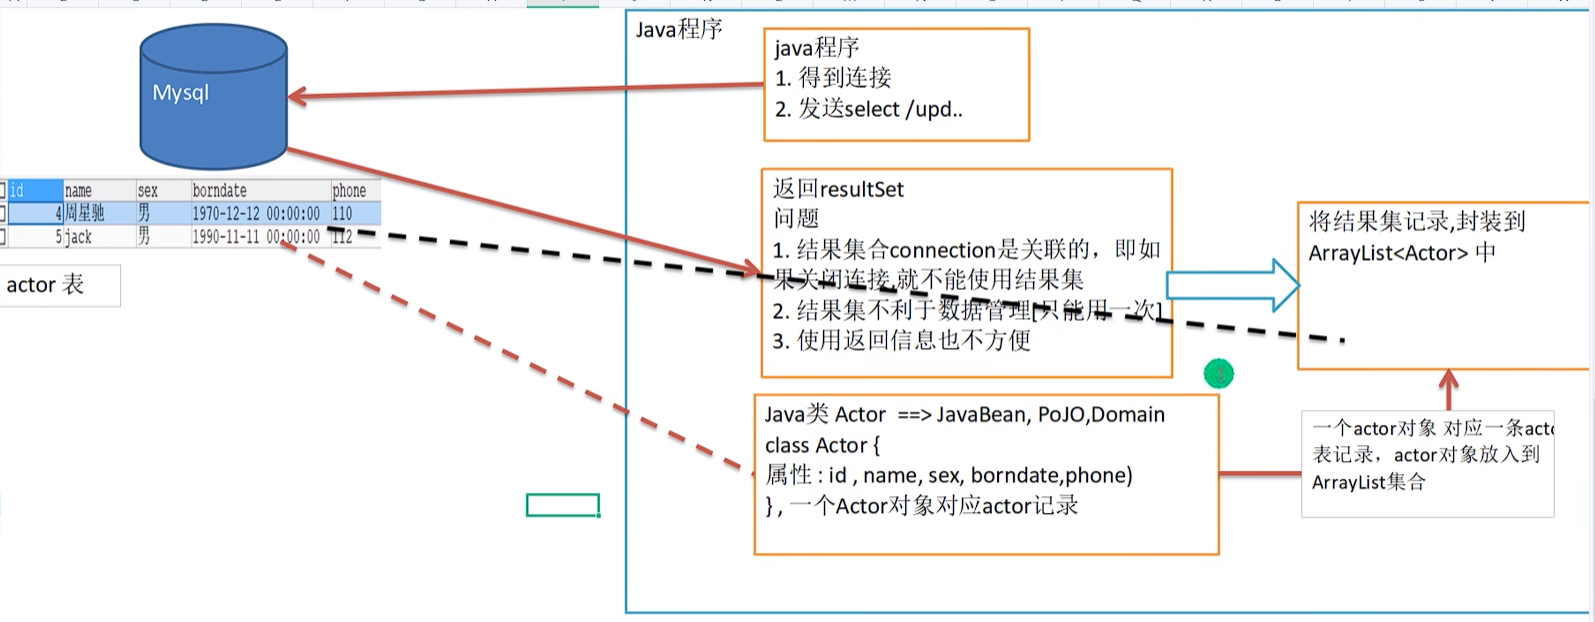 Java程序
java程序
1. 得到连接
2. 发送select /upd..
Mysql
id name sex borndate phone
4 周星驰 男 1970-12-12 00:00:00 110
5 jack 男 1990-11-11 00:00:00 112
actor 表
返回resultSet
问题
1. 结果集合connection是关联的，即如
果关闭连接,就不能使用结果集
2. 结果集不利于数据管理[只能用一次]
3. 使用返回信息也不方便
将结果集记录,封装到
ArrayList<Actor> 中
Java类 Actor ==> JavaBean, PoJO,Domain
class Actor {
属性 : id , name, sex, borndate,phone)
} , 一个Actor对象对应actor记录
一个actor对象 对应一条acto
表记录，actor对象放入到
ArrayList集合